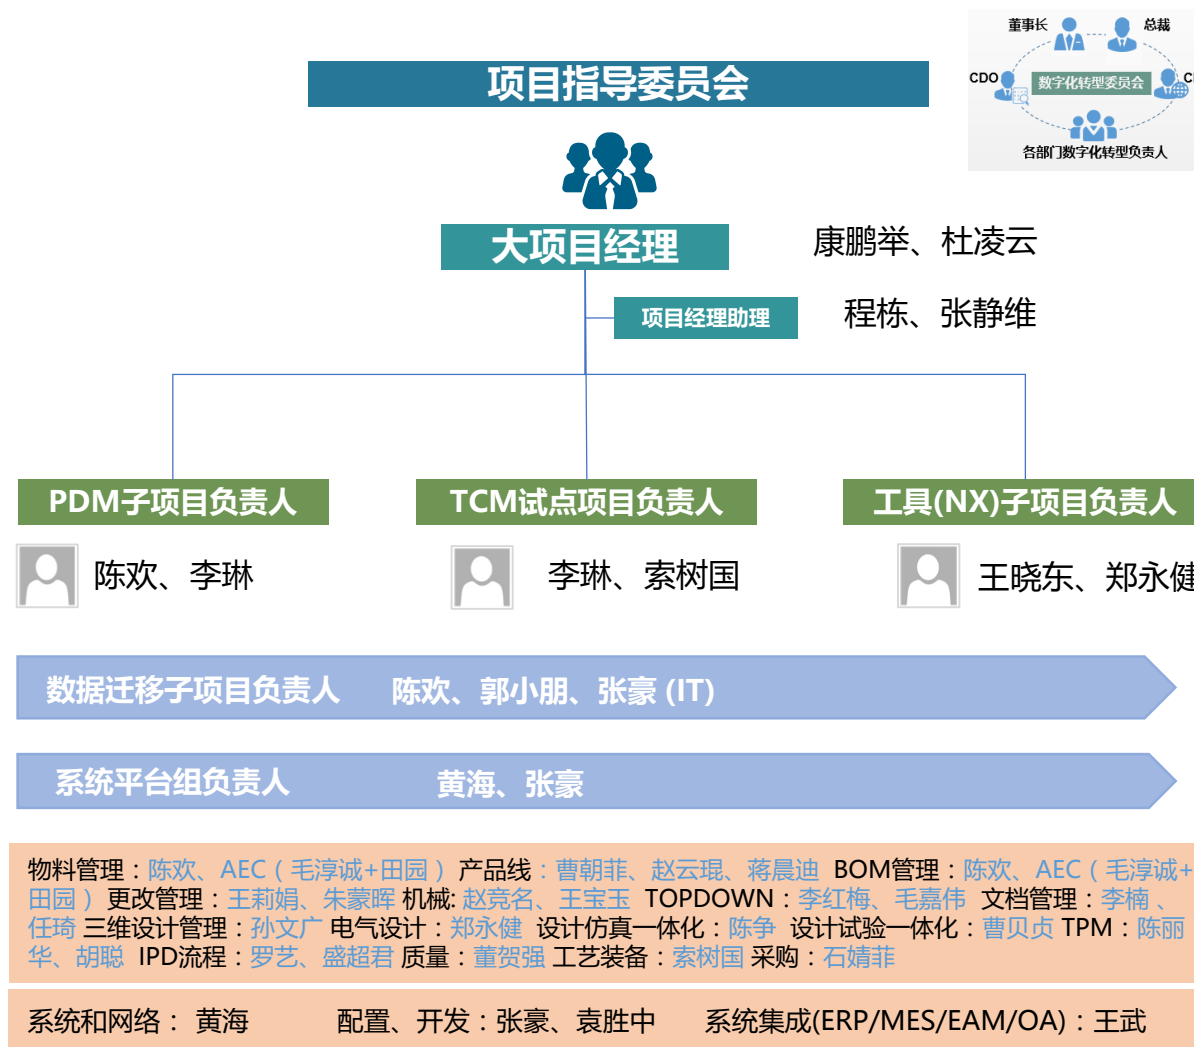 董事长
总裁
CDO
数字化转型委员会
各部门数字化转型负责人
项目指导委员会
大项目经理
康鹏举、杜凌云
项目经理助理
程栋、张静维
PDM子项目负责人
TCM试点项目负责人
工具(NX)子项目负责人
陈欢、李琳
李琳、索树国
王晓东、郑永健
数据迁移子项目负责人 陈欢、郭小朋、张豪 (IT)
系统平台组负责人 黄海、张豪
物料管理：陈欢、AEC（毛淳诚+田园）产品线：曹朝菲、赵云琨、蒋晨迪 BOM管理：陈欢、AEC（毛淳诚+
田园）更改管理：王莉娟、朱蒙晖 机械: 赵竞名、王宝玉 TOPDOWN：李红梅、毛嘉伟 文档管理：李楠 、
任琦 三维设计管理：孙文广 电气设计：郑永健 设计仿真一体化：陈争 设计试验一体化：曹贝贞 TPM：陈丽
华、胡聪 IPD流程：罗艺、盛超君 质量：董贺强 工艺装备：索树国 采购：石婧菲
系统和网络： 黄海 配置、开发：张豪、袁胜中 系统集成(ERP/MES/EAM/OA)：王武